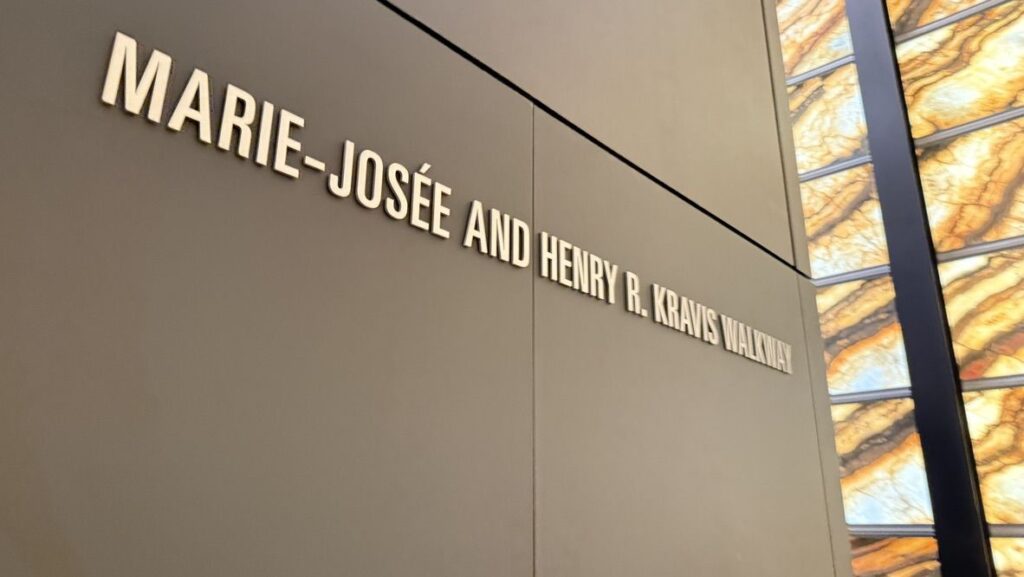 MARIE-JOSÉE AND HENRY R. KRAVIS WALKWAY